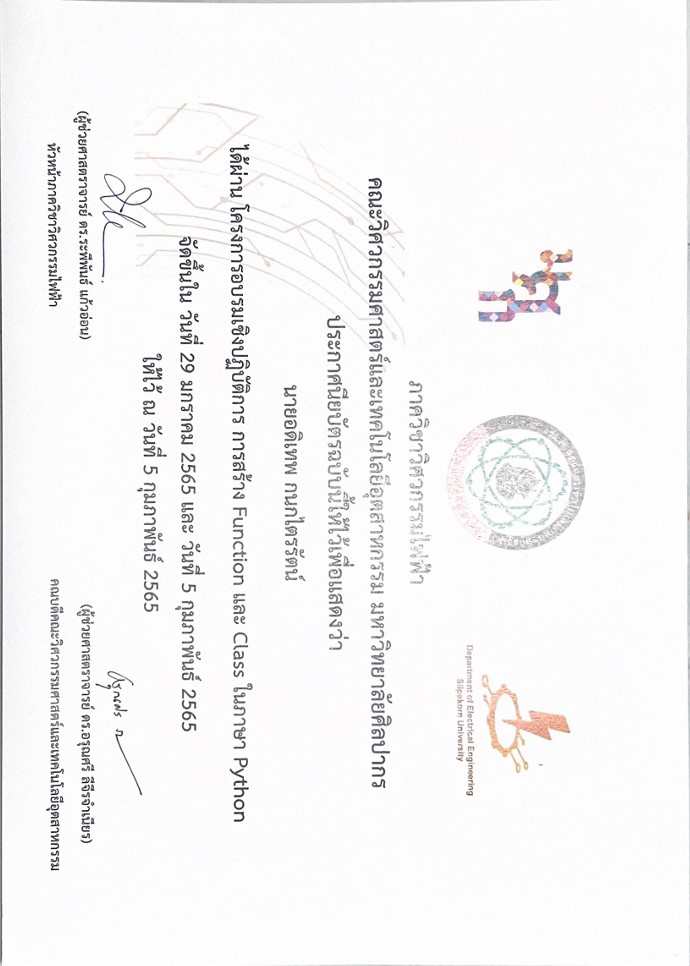 มศก
Department of Electrical Engineering
Silpakorn University
ภาควิชาวิศวกรรมไฟฟ้า
คณะวิศวกรรมศาสตร์และเทคโนโลยีอุตสาหกรรม มหาวิทยาลัยศิลปากร
ประกาศนียบัตรฉบับนี้ให้ไว้เพื่อแสดงว่า
นายอดิเทพ กนกไตรรัตน์
ได้ผ่าน โครงการอบรมเชิงปฏิบัติการ การสร้าง Function และ Class ในภาษา Python
จัดขึ้นใน วันที่ 29 มกราคม 2565 และ วันที่ 5 กุมภาพันธ์ 2565
ให้ไว้ ณ วันที่ 5 กุมภาพันธ์ 2565
(ผู้ช่วยศาสตราจารย์ ดร.ระพีพันธ์ แก้วอ่อน)
หัวหน้าภาควิชาวิศวกรรมไฟฟ้า
(ผู้ช่วยศาสตราจารย์ ดร.อรุณศรี ลีจีรจำเนียร)
คณบดีคณะวิศวกรรมศาสตร์และเทคโนโลยีอุตสาหกรรม